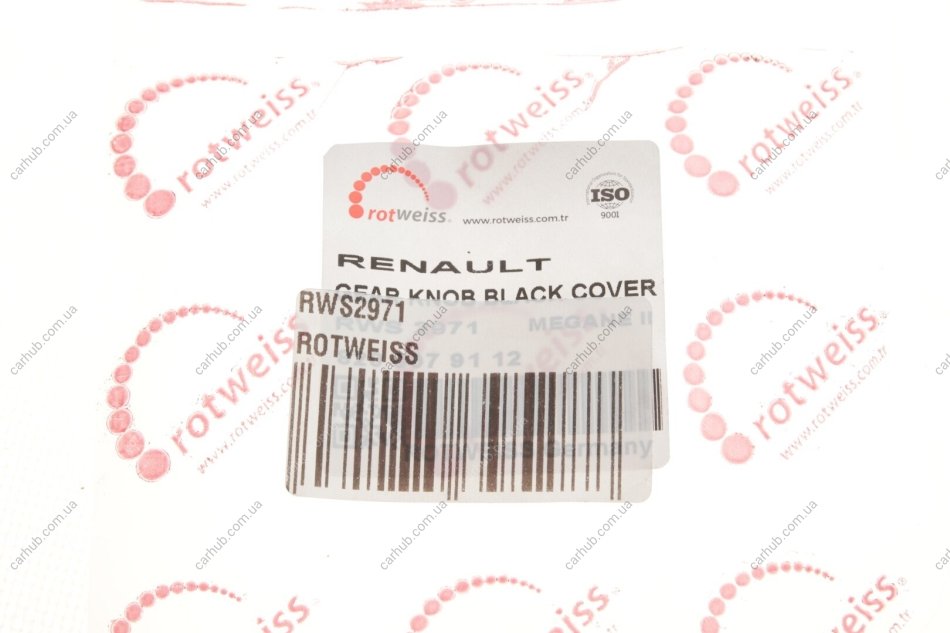 rotweiss
www.rotweiss.com.tr
ISO
9001
RENAULT
GEAR KNOB BLACK COVER
RWS 2971 MEGANE II
91 12
ROTWEISS Germany
RWS2971
ROTWEISS
rotweiss
www.rotweiss.com.tr
carhub.com.ua